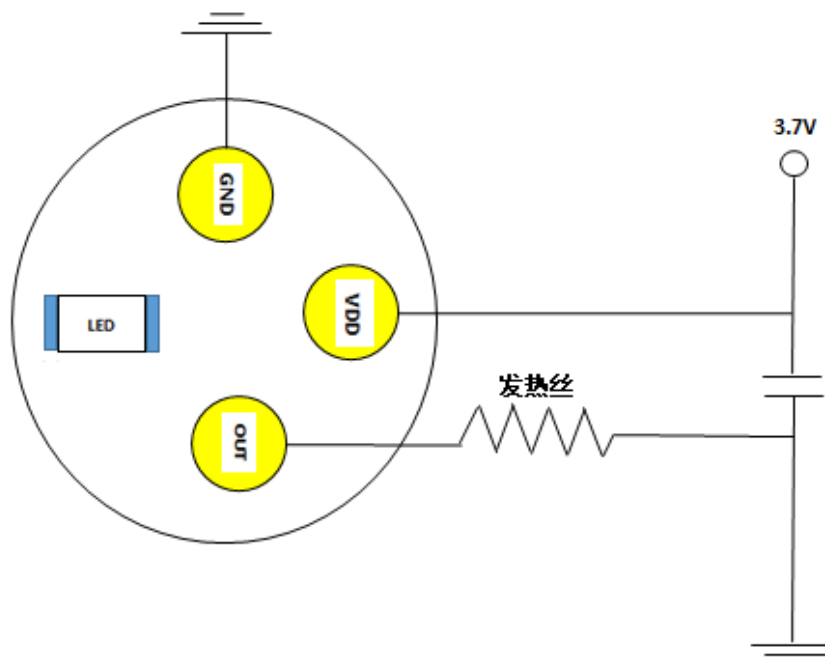 GND
3.7V
VDD
LED
发热丝
OUT